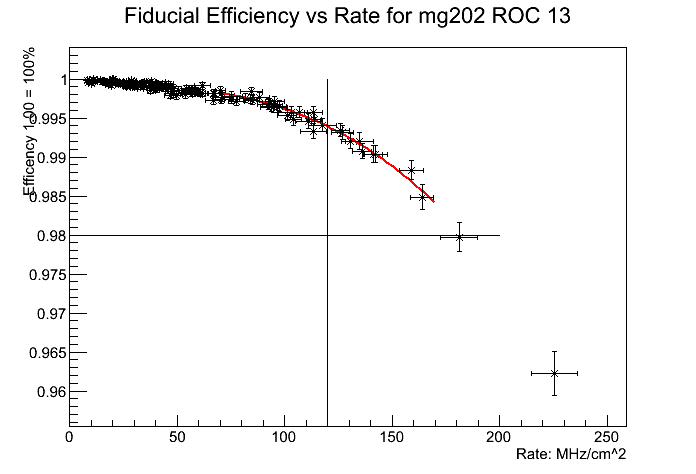 Fiducial Efficiency vs Rate for mg202 ROC 13
Efficency 1.00 = 100%
1
0.995
0.99
0.985
0.98
0.975
0.97
0.965
0.96
0 50 100 150 200 250
Rate: MHz/cm^2